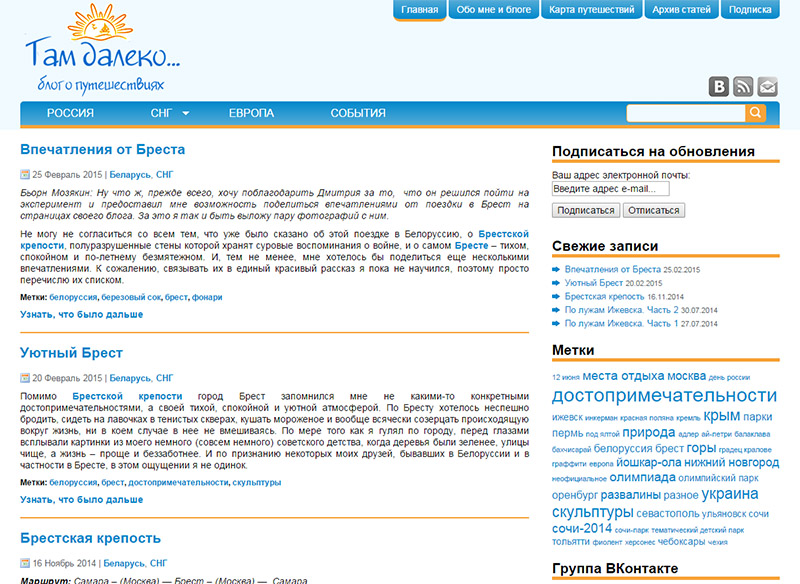 Главная
Обо мне и блоге
Карта путешествий
Архив статей
Подписка
Там далеко...
блог о путешествиях
B
РОССИЯ
СНГ
ЕВРОПА
СОБЫТИЯ
Впечатления от Бреста
25 Февраль 2015 | Беларусь, СНГ
Бьорн Мозякин: Ну что ж, прежде всего, хочу поблагодарить Дмитрия за то, что он решился пойти на
эксперимент и предоставил мне возможность поделиться впечатлениями от поездки в Брест на
страницах своего блога. За это я так и быть выложу пару фотографий с ним.
Не могу не согласиться со всем тем, что уже было сказано об этой поездке в Белоруссию, о Брестской
крепости, полуразрушенные стены которой хранят суровые воспоминания о войне, и о самом Бресте – тихом,
спокойном и по-летнему безмятежном. И, тем не менее, мне хотелось бы поделиться еще несколькими
впечатлениями. К сожалению, связывать их в единый красивый рассказ я пока не научился, поэтому просто
перечислю их списком.
Метки: белоруссия, березовый сок, брест, фонари
Узнать, что было дальше
Уютный Брест
20 Февраль 2015 | Беларусь, СНГ
Помимо Брестской крепости город Брест запомнился мне не какими-то конкретными
достопримечательностями, а своей тихой, спокойной и уютной атмосферой. По Бресту хотелось неспешно
бродить, сидеть на лавочках в тенистых скверах, кушать мороженое и вообще всячески созерцать происходящую
вокруг жизнь, ни в коем случае в нее не вмешиваясь. По мере того как я гулял по городу, перед глазами
всплывали картинки из моего немного (совсем немного) советского детства, когда деревья были зеленее, улицы
чище, а жизнь – проще и беззаботнее. И по признанию некоторых моих друзей, бывавших в Белоруссии и в
частности в Бресте, в этом ощущении я не одинок.
Метки: белоруссия, брест, достопримечательности, скульптуры
Узнать, что было дальше
Брестская крепость
16 Ноябрь 2014 | Беларусь, СНГ
Маршрут: Самара – (Москва) — Брест – (Москва) — Самара
Подписаться на обновления
Ваш адрес электронной почты:
Введите адрес e-mail...
Подписаться
Отписаться
Свежие записи
Впечатления от Бреста 25.02.2015
Уютный Брест 20.02.2015
Брестская крепость 16.11.2014
По лужам Ижевска. Часть 2 30.07.2014
По лужам Ижевска. Часть 1 27.07.2014
Метки
12 июня места отдыха москва день россии
достопримечательности
ижевск инкерман красная поляна кремль крым парки
пермь под ялтой природа адлер ай-петри балаклава
бахчисарай белоруссия брест горы градец кралове
граффити европа йошкар-ола нижний новгород
неофициальное олимпиада олимпийский парк
оренбург развалины разное украина
скульптуры севастополь ульяновск сочи
сочи-2014 сочи-парк тематический детский парк
тольятти фиолент херсонес чебоксары чехия
Группа ВКонтакте